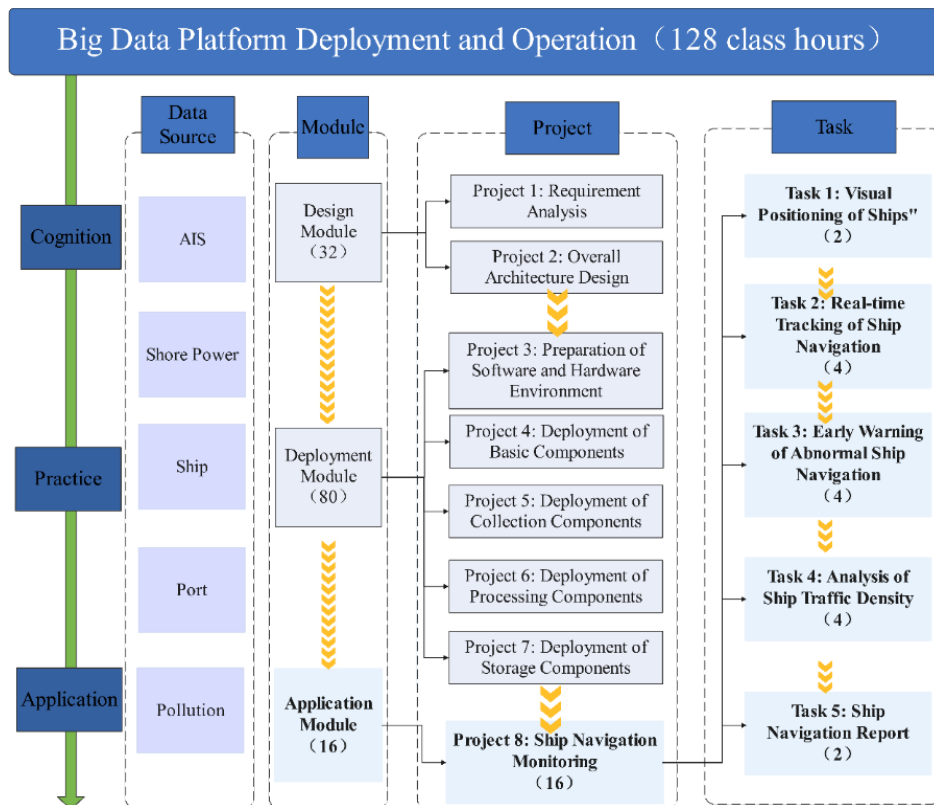 Big Data Platform Deployment and Operation（128 class hours）
Data
Source
Module
Project
Task
Cognition
Practice
Application
AIS
Shore Power
Ship
Port
Pollution
Design
Module
（32）
Deployment
Module
（80）
Application
Module
（16）
Project 1: Requirement
Analysis
Project 2: Overall
Architecture Design
Project 3: Preparation of
Software and Hardware
Environment
Project 4: Deployment of
Basic Components
Project 5: Deployment of
Collection Components
Project 6: Deployment of
Processing Components
Project 7: Deployment of
Storage Components
Project 8: Ship Navigation
Monitoring
（16）
Task 1: Visual
Positioning of Ships"
（2）
Task 2: Real-time
Tracking of Ship
Navigation
（4）
Task 3: Early Warning
of Abnormal Ship
Navigation
（4）
Task 4: Analysis of
Ship Traffic Density
（4）
Task 5: Ship
Navigation Report
（2）